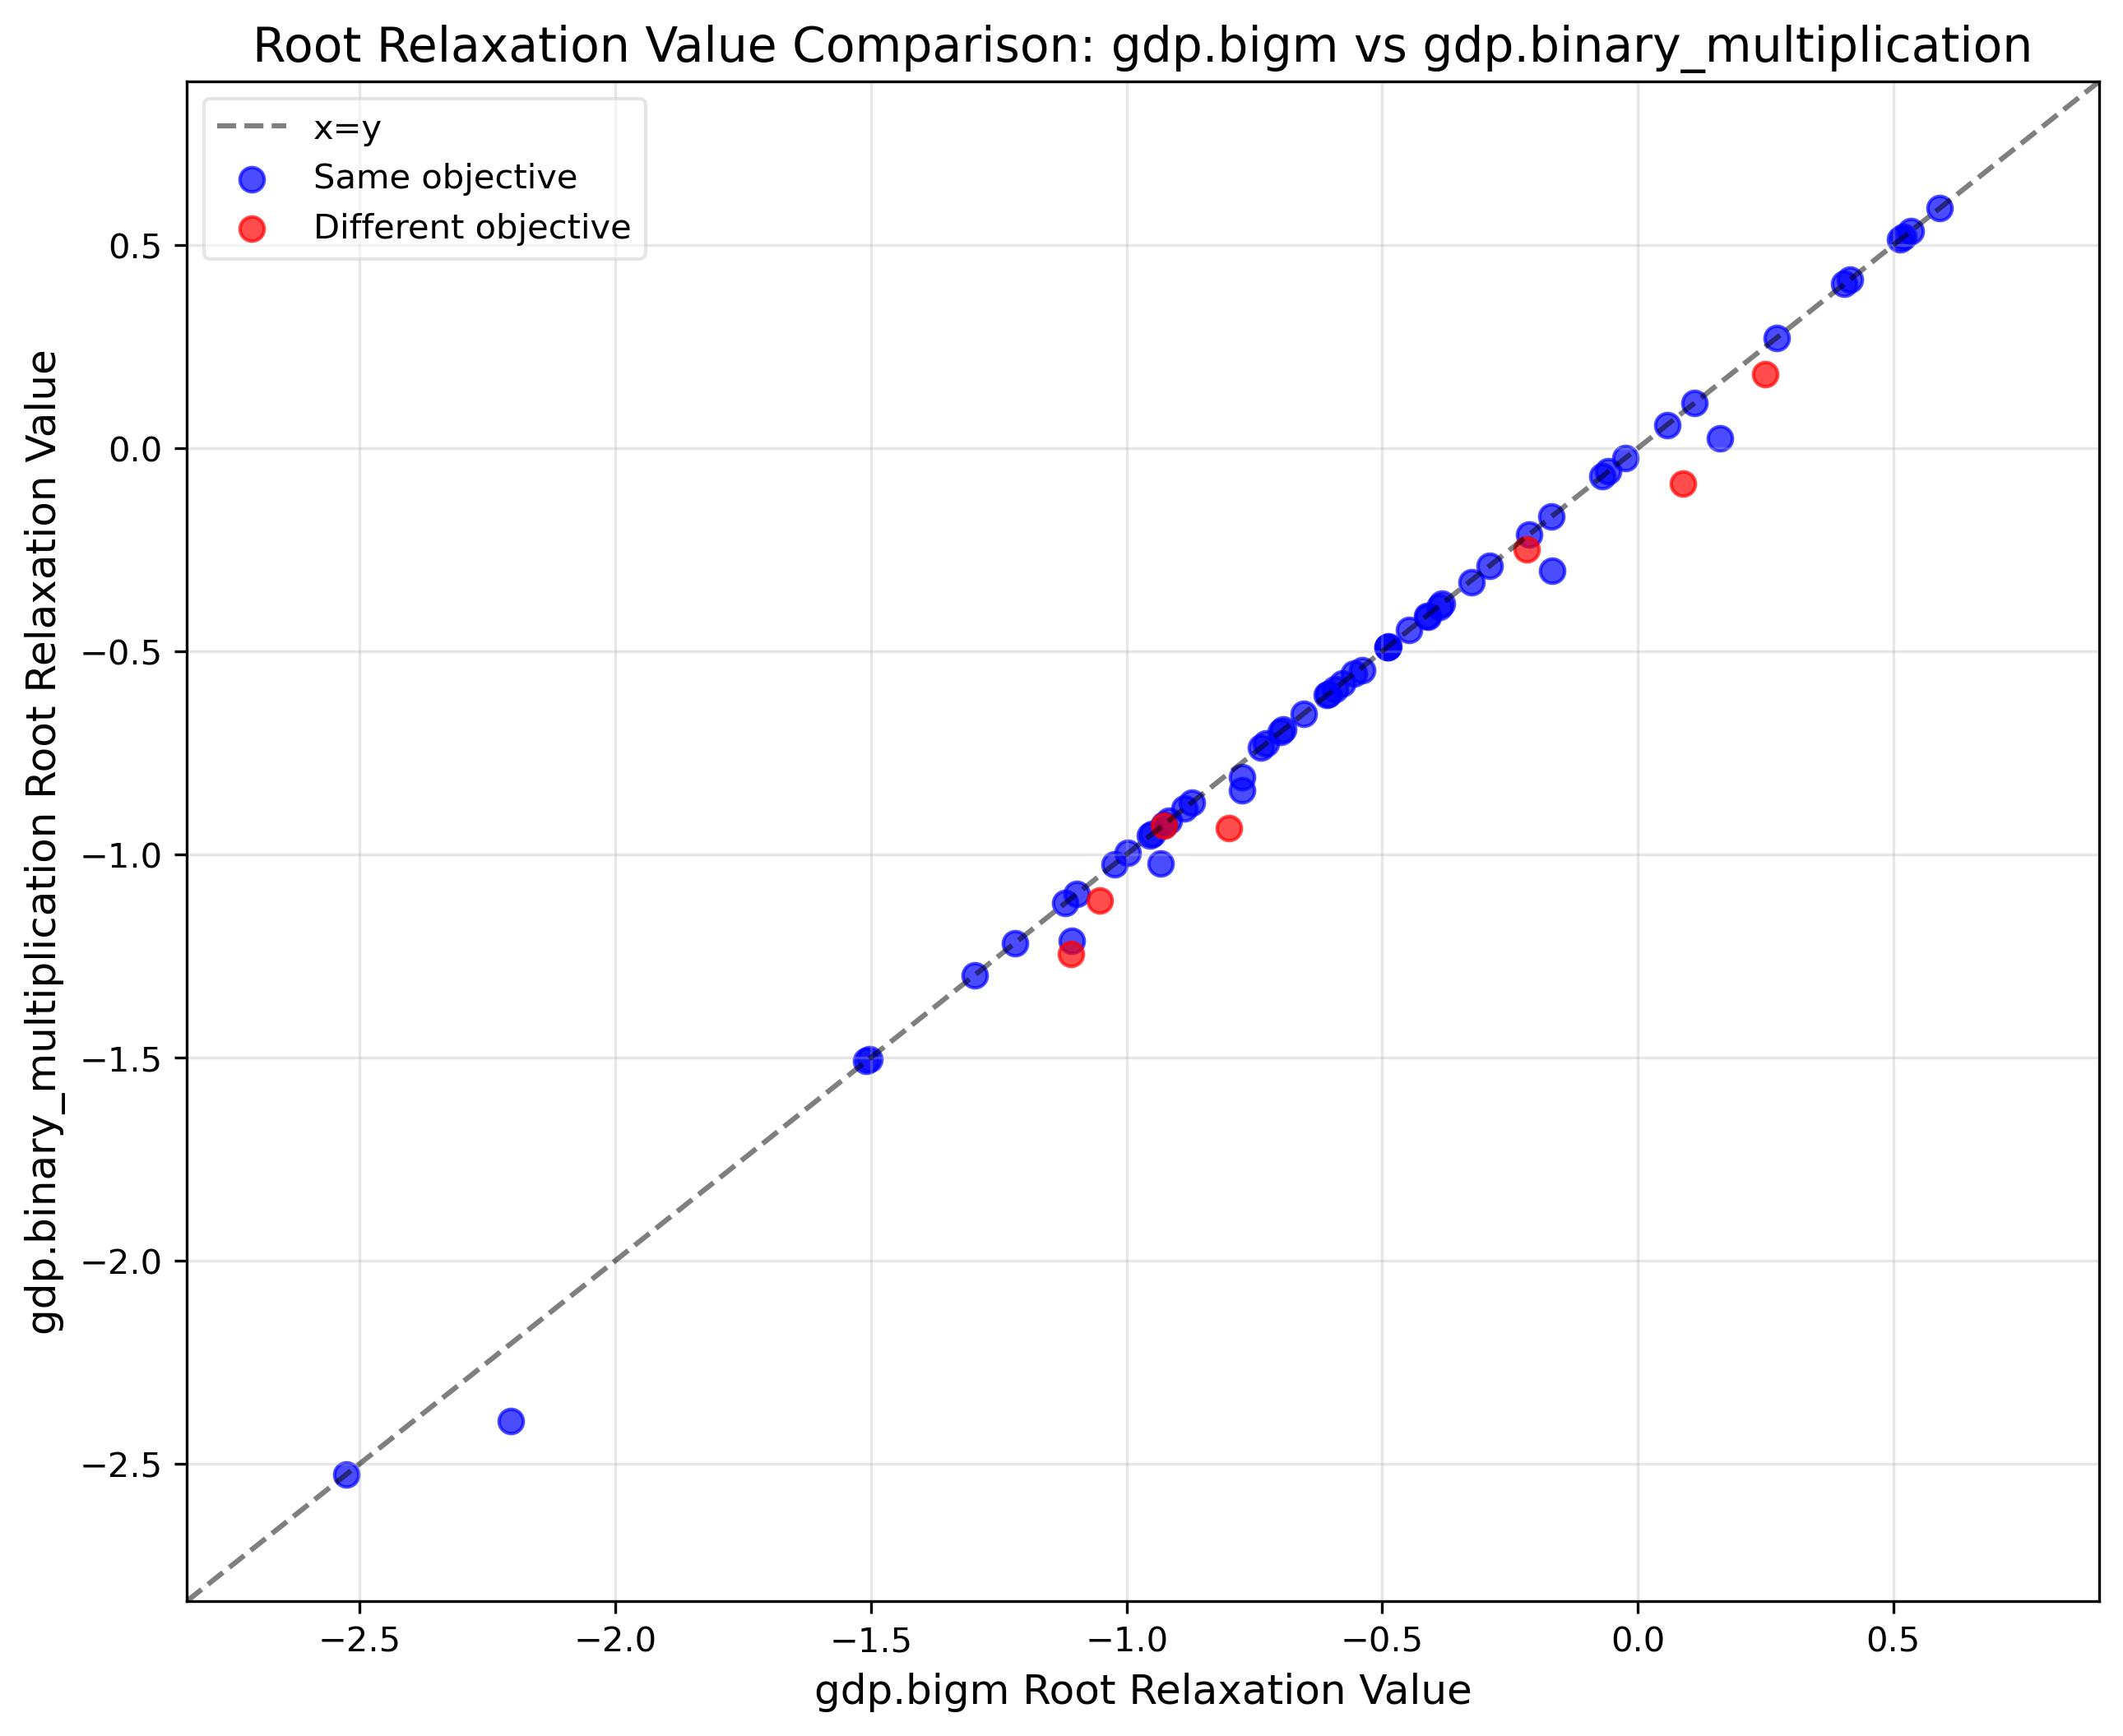 Root Relaxation Value Comparison: gdp.bigm vs gdp.binary_multiplication
x=y
Same objective
Different objective
gdp.binary_multiplication Root Relaxation Value
0.5
0.0
−0.5
−1.0
−1.5
−2.0
−2.5
−2.5 −2.0 −1.5 −1.0 −0.5 0.0 0.5
gdp.bigm Root Relaxation Value